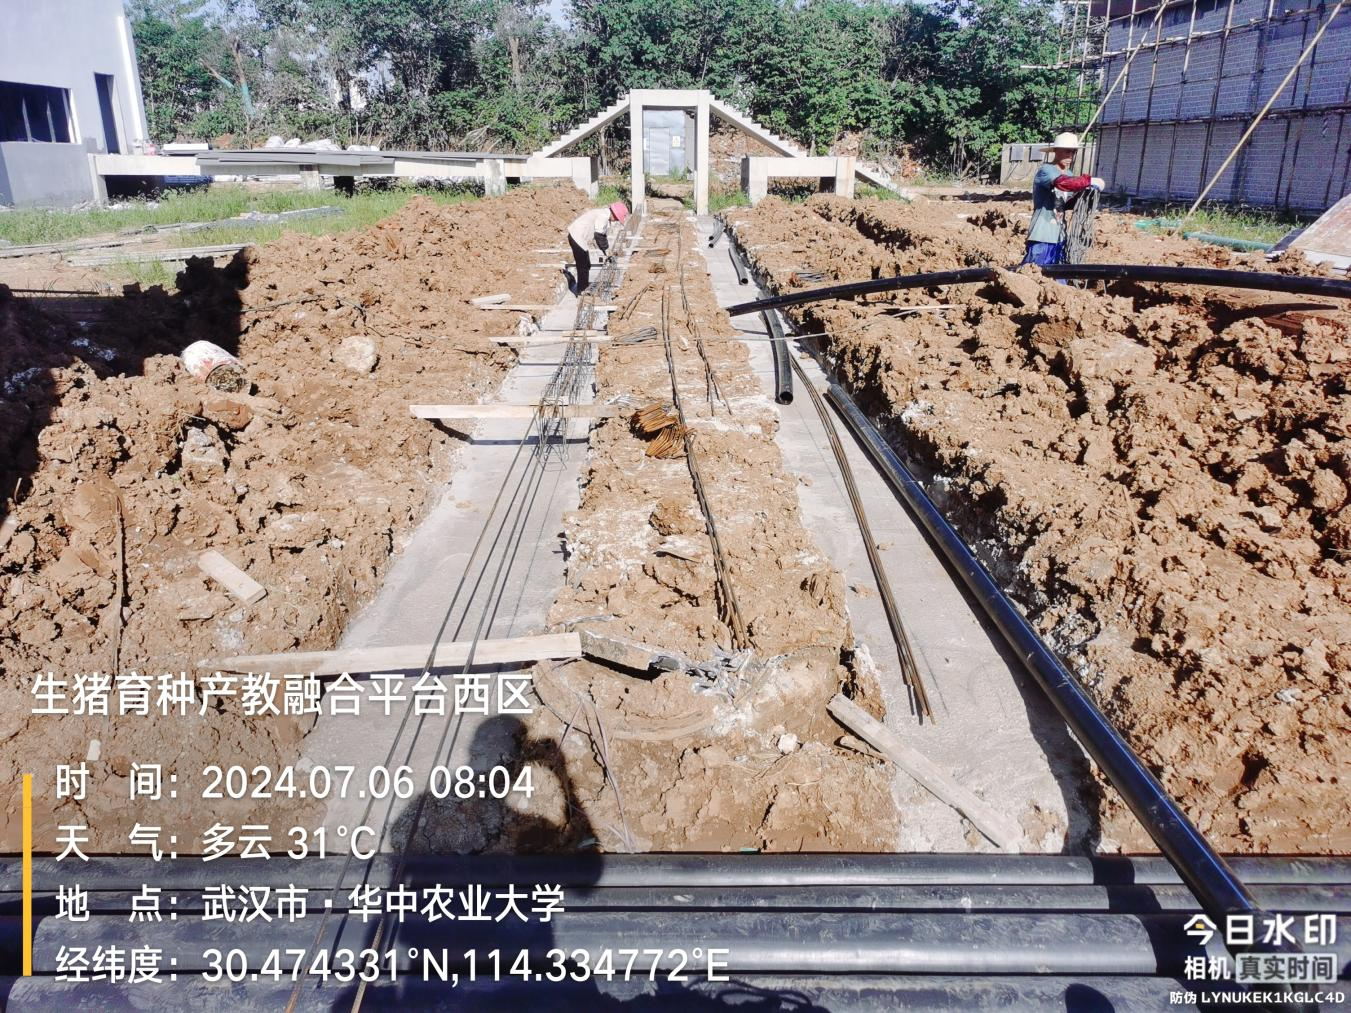 生猪育种产教融合平台西区
时 间：2024.07.06 08:04
天 气：多云 31℃
地 点：武汉市·华中农业大学
经纬度：30.474331°N,114.334772°E
今日水印
相机 真实时间
防伪 LYNUKEK1KGLC4D